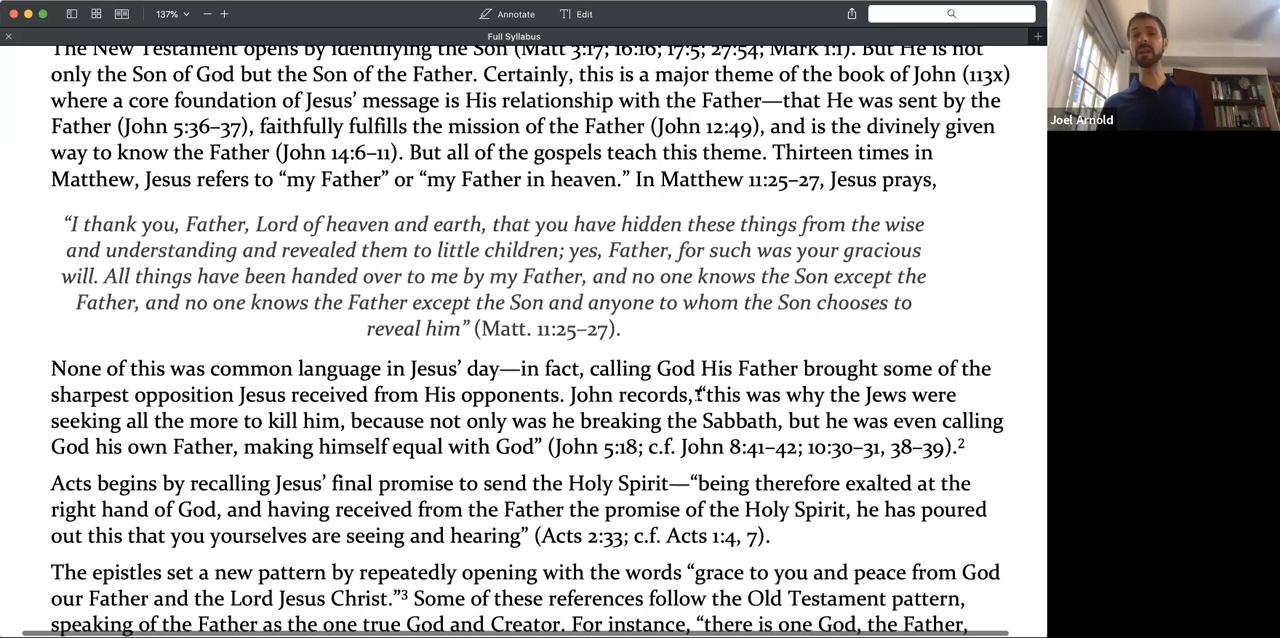 137%
Annotate
Edit
Full Syllabus
The New Testament opens by identifying the Son (Matt 3:17; 16:16; 17:5; 27:54; Mark 1:1). But He is not
only the Son of God but the Son of the Father. Certainly, this is a major theme of the book of John (113x)
where a core foundation of Jesus’ message is His relationship with the Father—that He was sent by the
Father (John 5:36–37), faithfully fulfills the mission of the Father (John 12:49), and is the divinely given
way to know the Father (John 14:6–11). But all of the gospels teach this theme. Thirteen times in
Matthew, Jesus refers to “my Father” or “my Father in heaven.” In Matthew 11:25–27, Jesus prays,
“I thank you, Father, Lord of heaven and earth, that you have hidden these things from the wise
and understanding and revealed them to little children; yes, Father, for such was your gracious
will. All things have been handed over to me by my Father, and no one knows the Son except the
Father, and no one knows the Father except the Son and anyone to whom the Son chooses to
reveal him” (Matt. 11:25–27).
None of this was common language in Jesus’ day—in fact, calling God His Father brought some of the
sharpest opposition Jesus received from His opponents. John records, “this was why the Jews were
seeking all the more to kill him, because not only was he breaking the Sabbath, but he was even calling
God his own Father, making himself equal with God” (John 5:18; c.f. John 8:41–42; 10:30–31, 38–39).²
Acts begins by recalling Jesus’ final promise to send the Holy Spirit—“being therefore exalted at the
right hand of God, and having received from the Father the promise of the Holy Spirit, he has poured
out this that you yourselves are seeing and hearing” (Acts 2:33; c.f. Acts 1:4, 7).
The epistles set a new pattern by repeatedly opening with the words “grace to you and peace from God
our Father and the Lord Jesus Christ.”³ Some of these references follow the Old Testament pattern,
speaking of the Father as the one true God and Creator. For instance, “there is one God, the Father,
Joel Arnold